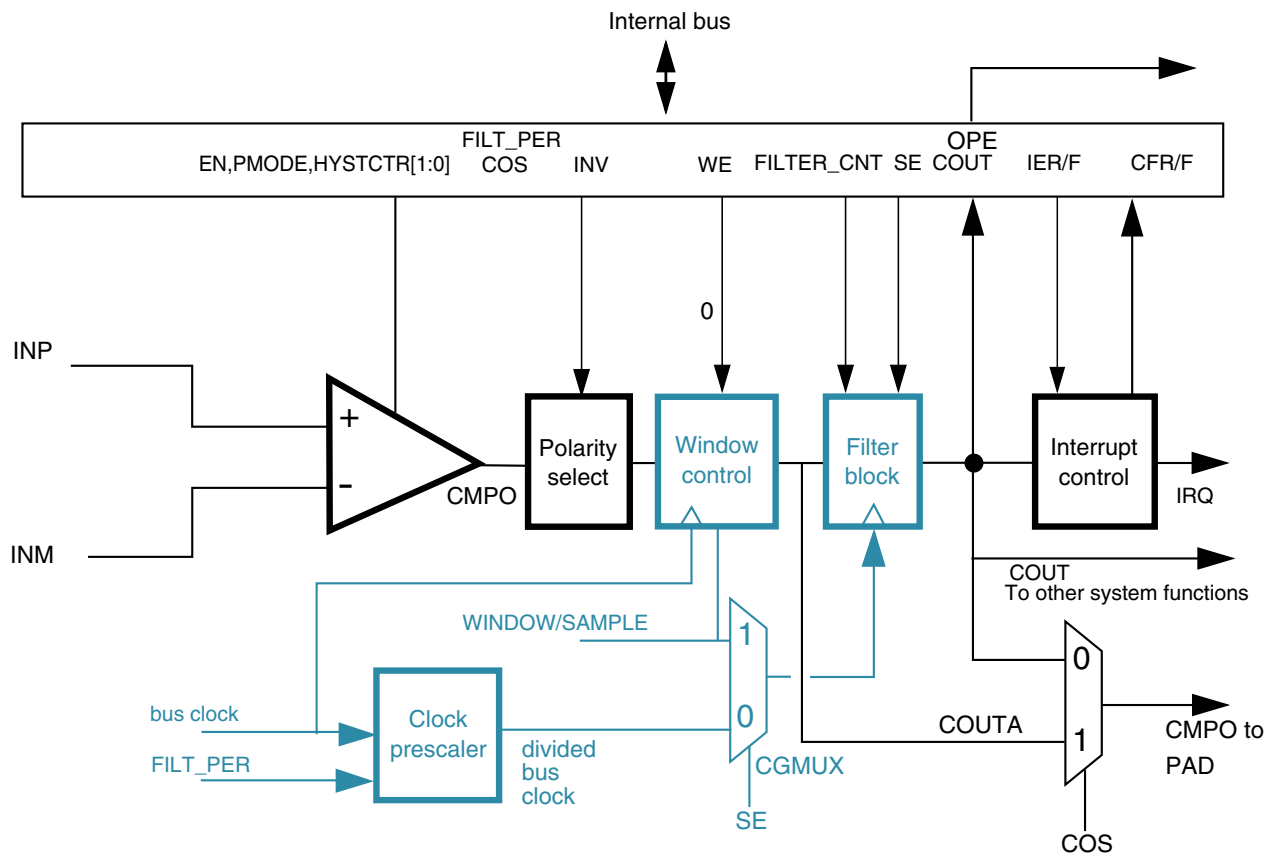 Internal bus
FILT_PER
OPE
EN,PMODE,HYSTCTR[1:0]
COS
INV
WE
FILTER_CNT
SE
COUT
IER/F
CFR/F
0
INP
+
-
INM
CMPO
Polarity
select
Window
control
Filter
block
Interrupt
control
IRQ
COUT
To other system functions
WINDOW/SAMPLE
1
0
0
1
bus clock
FILT_PER
Clock
prescaler
divided
bus
clock
CGMUX
SE
COUTA
CMPO to
PAD
COS